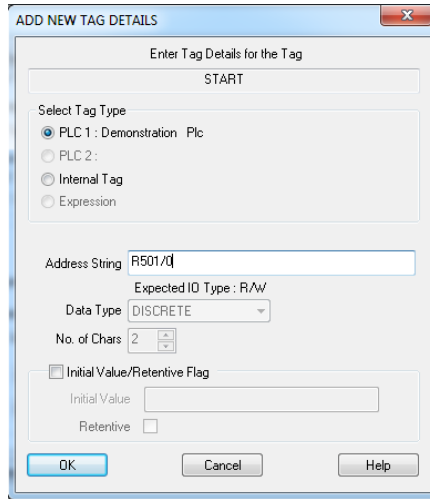 ADD NEW TAG DETAILS
Enter Tag Details for the Tag
START
Select Tag Type
PLC 1 : Demonstration Plc
PLC 2 :
Internal Tag
Expression
Address String R501/0
Expected IO Type : R/W
Data Type DISCRETE
No. of Chars 2
Initial Value/Retentive Flag
Initial Value
Retentive
OK Cancel Help